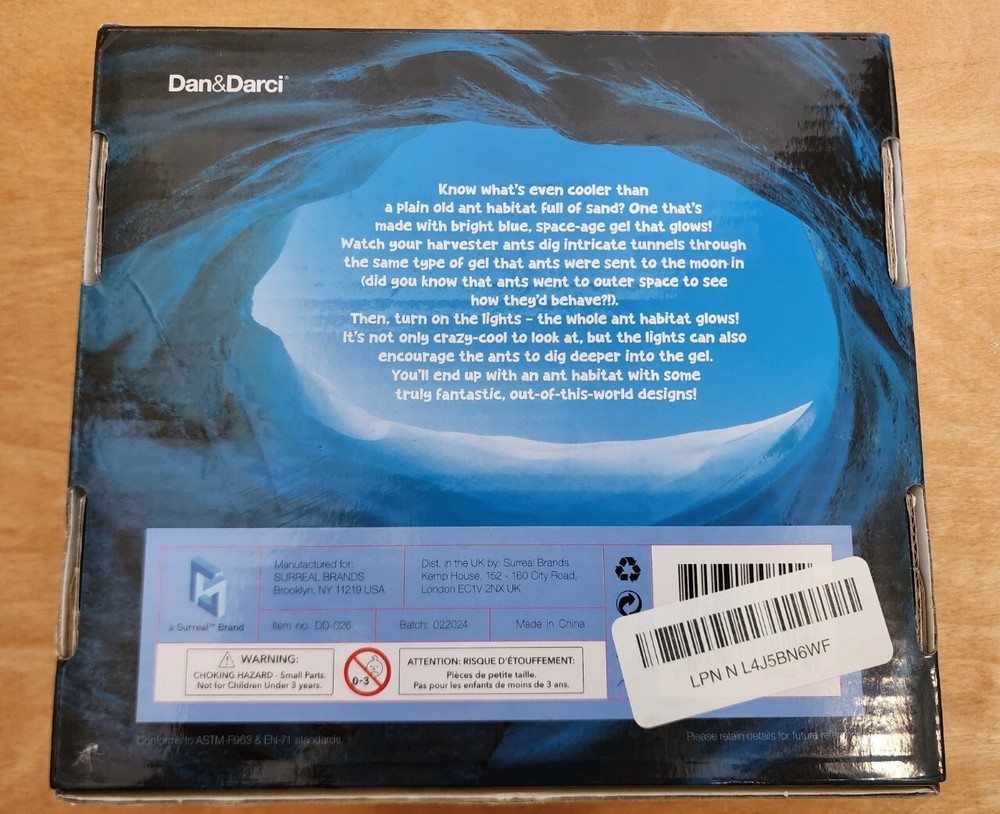 Dan&Darci®
Know what's even cooler than
a plain old ant habitat full of sand? One that's
made with bright blue, space-age gel that glows!
Watch your harvester ants dig intricate tunnels through
the same type of gel that ants were sent to the moon in
(did you know that ants went to outer space to see
how they'd behave?!).
Then, turn on the lights – the whole ant habitat glows!
It's not only crazy-cool to look at, but the lights can also
encourage the ants to dig deeper into the gel.
You'll end up with an ant habitat with some
truly fantastic, out-of-this-world designs!
a Surreal™ Brand
Manufactured for:
SURREAL BRANDS
Brooklyn, NY 11219 USA
Dist. in the UK by: Surreal Brands
Kemp House, 152 - 160 City Road,
London EC1V 2NX UK
Item no. DD-026
Batch: 022024
Made in China
WARNING:
CHOKING HAZARD - Small Parts.
Not for Children Under 3 years.
0-3
ATTENTION: RISQUE D'ÉTOUFFEMENT:
Pièces de petite taille.
Pas pour les enfants de moins de 3 ans.
LPN N L4J5BN6WF
Conforms to ASTM-F963 & EN-71 standards.
Please retain details for future